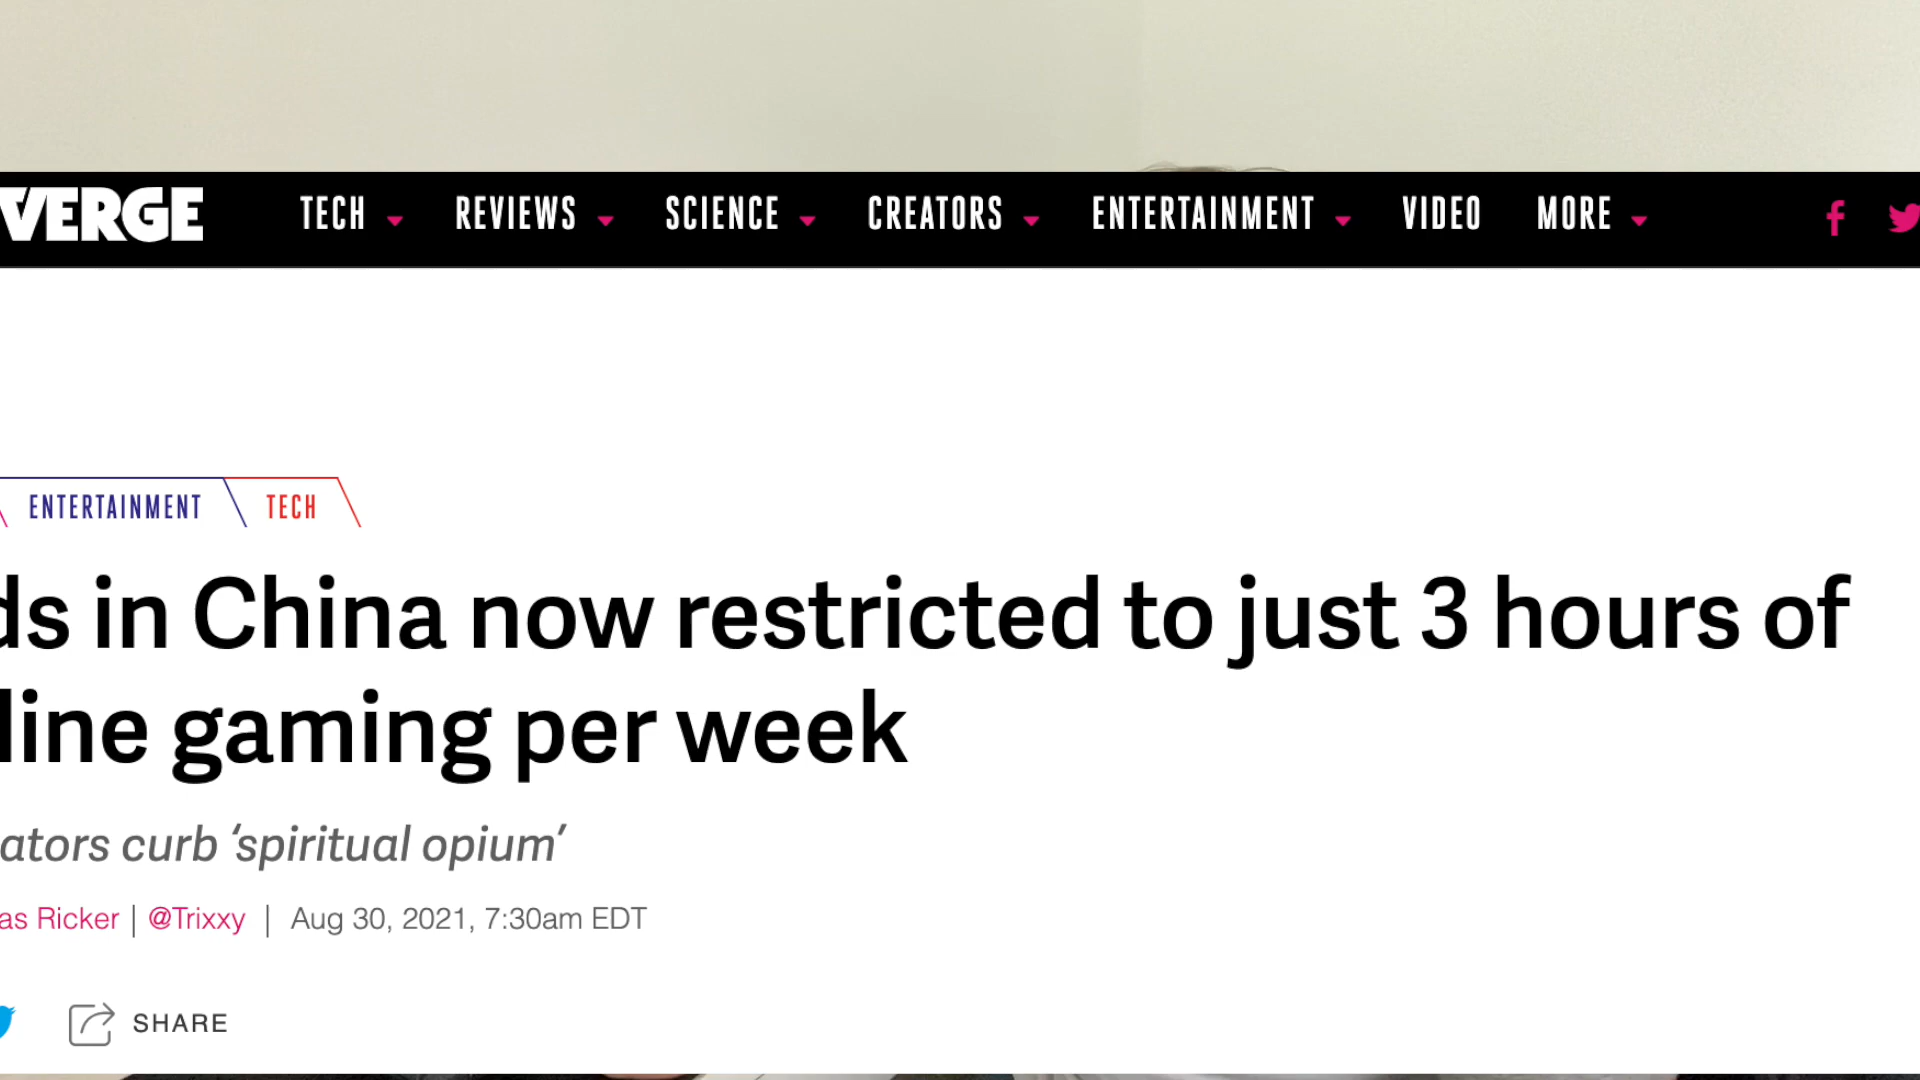 VERGE TECH REVIEWS SCIENCE CREATORS ENTERTAINMENT VIDEO MORE
ENTERTAINMENT TECH
ds in China now restricted to just 3 hours of
line gaming per week
ators curb ‘spiritual opium’
as Ricker | @Trixxy | Aug 30, 2021, 7:30am EDT
SHARE